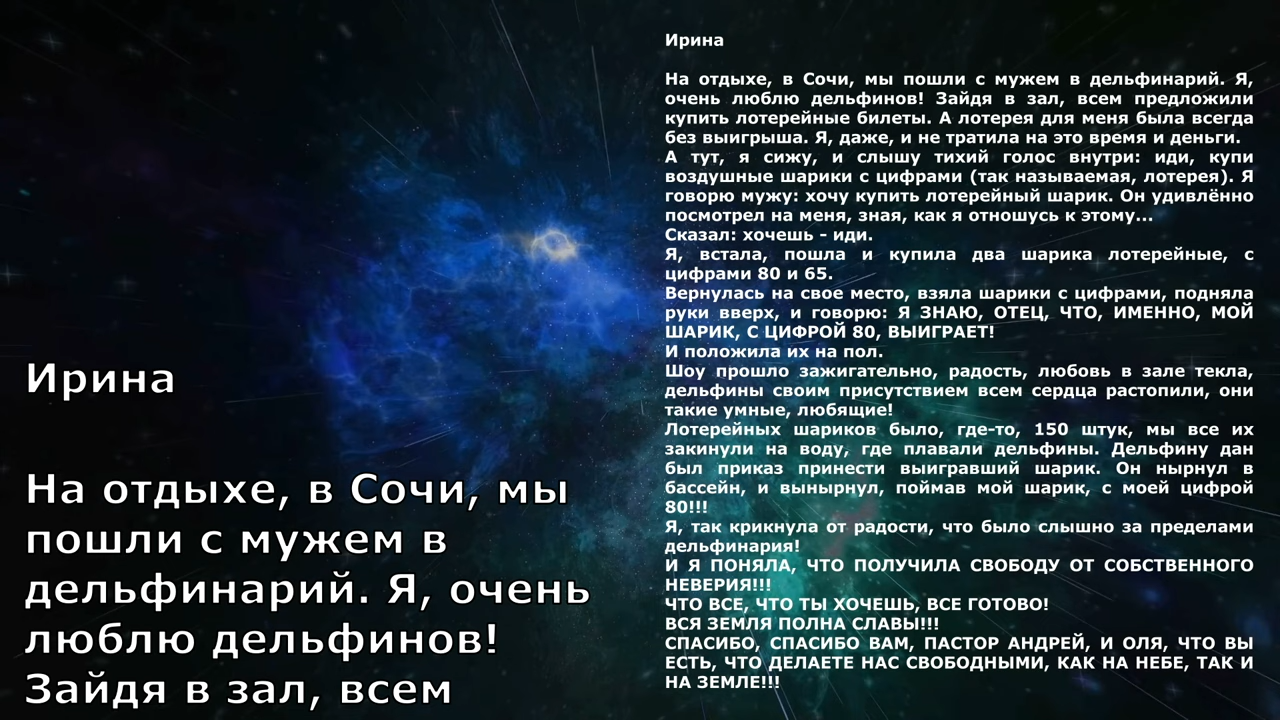 Ирина
На отдыхе, в Сочи, мы
пошли с мужем в
дельфинарий. Я, очень
люблю дельфинов!
Зайдя в зал, всем
Ирина
На отдыхе, в Сочи, мы пошли с мужем в дельфинарий. Я,
очень люблю дельфинов! Зайдя в зал, всем предложили
купить лотерейные билеты. А лотерея для меня была всегда
без выигрыша. Я, даже, и не тратила на это время и деньги.
А тут, я сижу, и слышу тихий голос внутри: иди, купи
воздушные шарики с цифрами (так называемая, лотерея). Я
говорю мужу: хочу купить лотерейный шарик. Он удивлённо
посмотрел на меня, зная, как я отношусь к этому...
Сказал: хочешь - иди.
Я, встала, пошла и купила два шарика лотерейные, с
цифрами 80 и 65.
Вернулась на свое место, взяла шарики с цифрами, подняла
руки вверх, и говорю: Я ЗНАЮ, ОТЕЦ, ЧТО, ИМЕННО, МОЙ
ШАРИК, С ЦИФРОЙ 80, ВЫИГРАЕТ!
И положила их на пол.
Шоу прошло зажигательно, радость, любовь в зале текла,
дельфины своим присутствием всем сердца растопили, они
такие умные, любящие!
Лотерейных шариков было, где-то, 150 штук, мы все их
закинули на воду, где плавали дельфины. Дельфину дан
был приказ принести выигравший шарик. Он нырнул в
бассейн, и вынырнул, поймав мой шарик, с моей цифрой
80!!!
Я, так крикнула от радости, что было слышно за пределами
дельфинария!
И Я ПОНЯЛА, ЧТО ПОЛУЧИЛА СВОБОДУ ОТ СОБСТВЕННОГО
НЕВЕРИЯ!!!
ЧТО ВСЕ, ЧТО ТЫ ХОЧЕШЬ, ВСЕ ГОТОВО!
ВСЯ ЗЕМЛЯ ПОЛНА СЛАВЫ!!!
СПАСИБО, СПАСИБО ВАМ, ПАСТОР АНДРЕЙ, И ОЛЯ, ЧТО ВЫ
ЕСТЬ, ЧТО ДЕЛАЕТЕ НАС СВОБОДНЫМИ, КАК НА НЕБЕ, ТАК И
НА ЗЕМЛЕ!!!